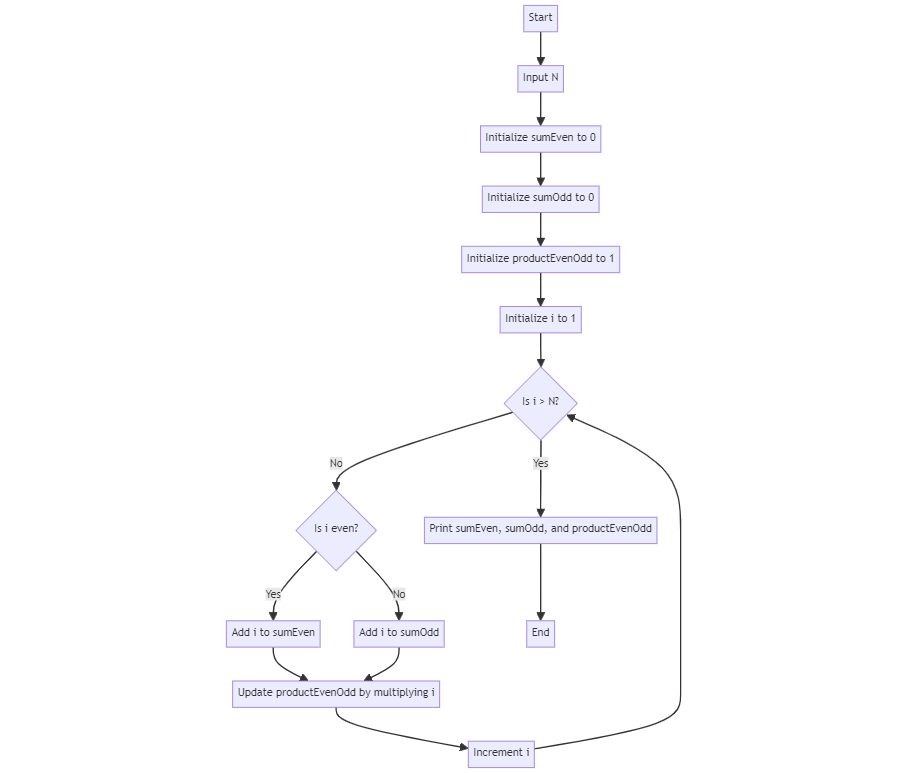 Start
Input N
Initialize sumEven to 0
Initialize sumOdd to 0
Initialize productEvenOdd to 1
Initialize i to 1
Is i > N?
No
Yes
Is i even?
Print sumEven, sumOdd, and productEvenOdd
Yes
No
Add i to sumEven
Add i to sumOdd
End
Update productEvenOdd by multiplying i
Increment i